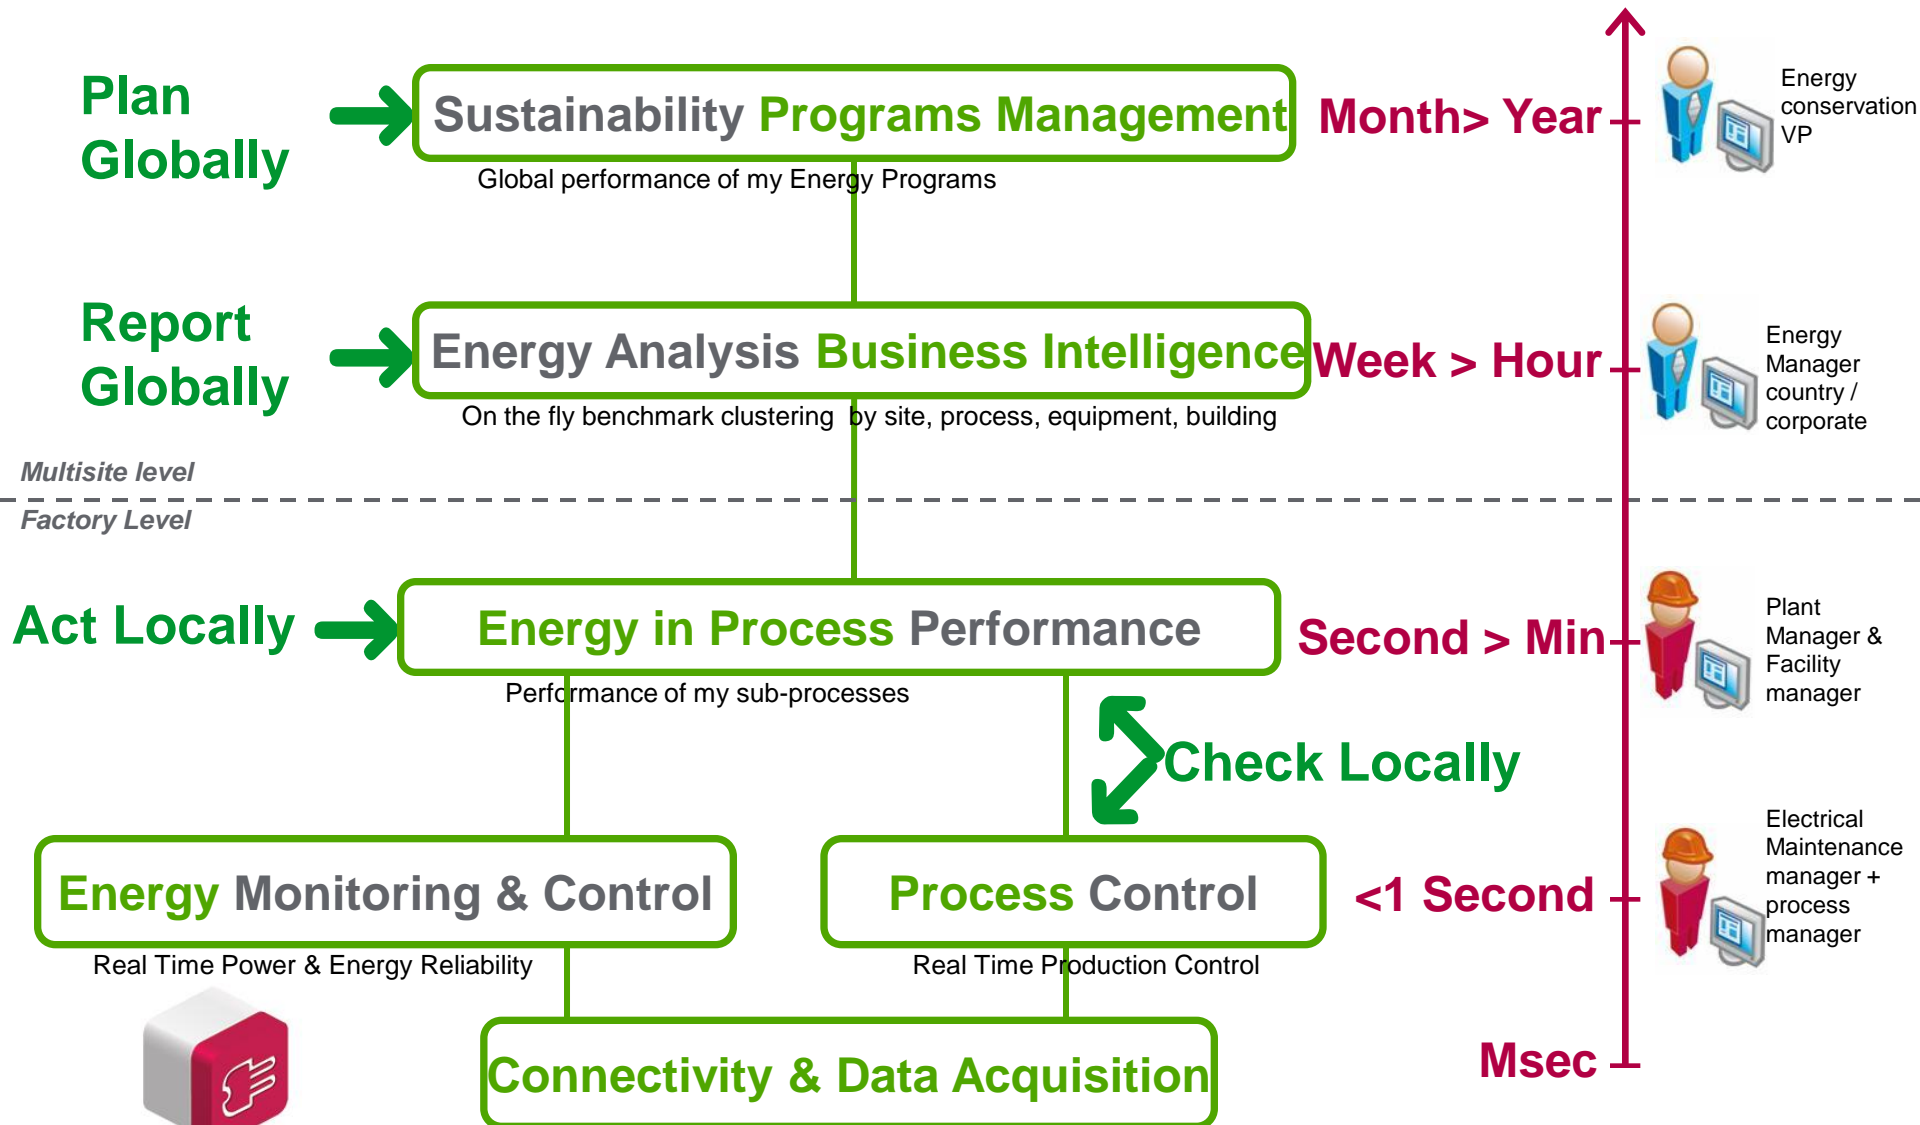 Plan
Globally
Sustainability Programs Management
Month> Year
Energy
conservation
VP
Global performance of my Energy Programs
Report
Globally
Energy Analysis Business Intelligence
Week > Hour
Energy
Manager
country /
corporate
On the fly benchmark clustering  by site, process, equipment, building
Multisite level
Factory Level
Act Locally
Energy in Process Performance
Second > Min
Plant
Manager &
Facility
manager
Performance of my sub-processes
Check Locally
Energy Monitoring & Control
Process Control
<1 Second
Electrical
Maintenance
manager +
process
manager
Real Time Power & Energy Reliability
Real Time Production Control
Connectivity & Data Acquisition
Msec